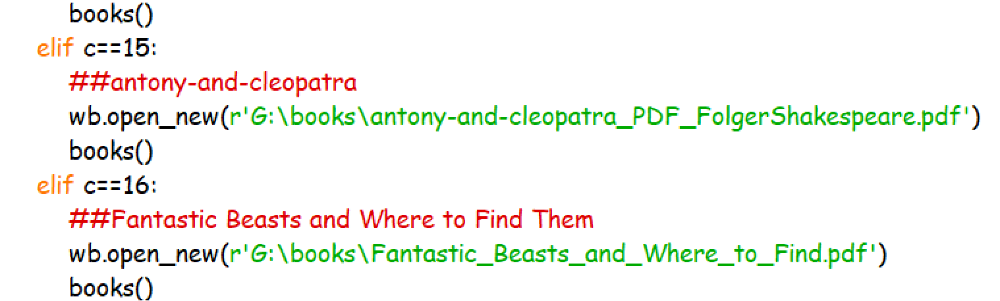 books()
elif c==15:
##antony-and-cleopatra
wb.open_new(r'G:\books\antony-and-cleopatra_PDF_FolgerShakespeare.pdf')
books()
elif c==16:
##Fantastic Beasts and Where to Find Them
wb.open_new(r'G:\books\Fantastic_Beasts_and_Where_to_Find.pdf')
books()